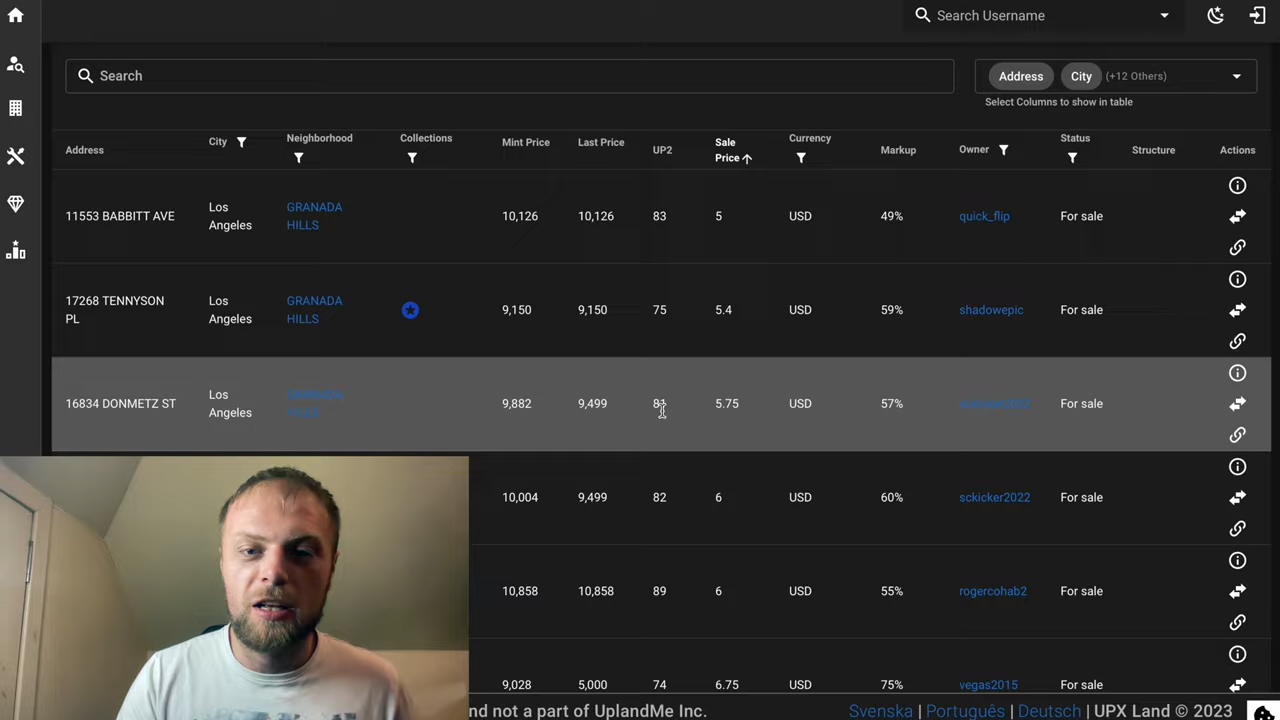 Search Username
Search
Address City (+12 Others)
Select Columns to show in table
Address City Neighborhood Collections Mint Price Last Price UP2 Sale Price Currency Markup Owner Status Structure Actions
11553 BABBITT AVE Los Angeles GRANADA HILLS 10,126 10,126 83 5 USD 49% quick_flip For sale
17268 TENNYSON PL Los Angeles GRANADA HILLS 9,150 9,150 75 5.4 USD 59% shadowepic For sale
16834 DONMETZ ST Los Angeles GRANADA HILLS 9,882 9,499 81 5.75 USD 57% For sale
10,004 9,499 82 6 USD 60% sckicker2022 For sale
10,858 10,858 89 6 USD 55% rogercohab2 For sale
9,028 5,000 74 6.75 USD 75% vegas2015 For sale
nd not a part of UplandMe Inc. Svenska | Português | Deutsch | UPX Land © 2023